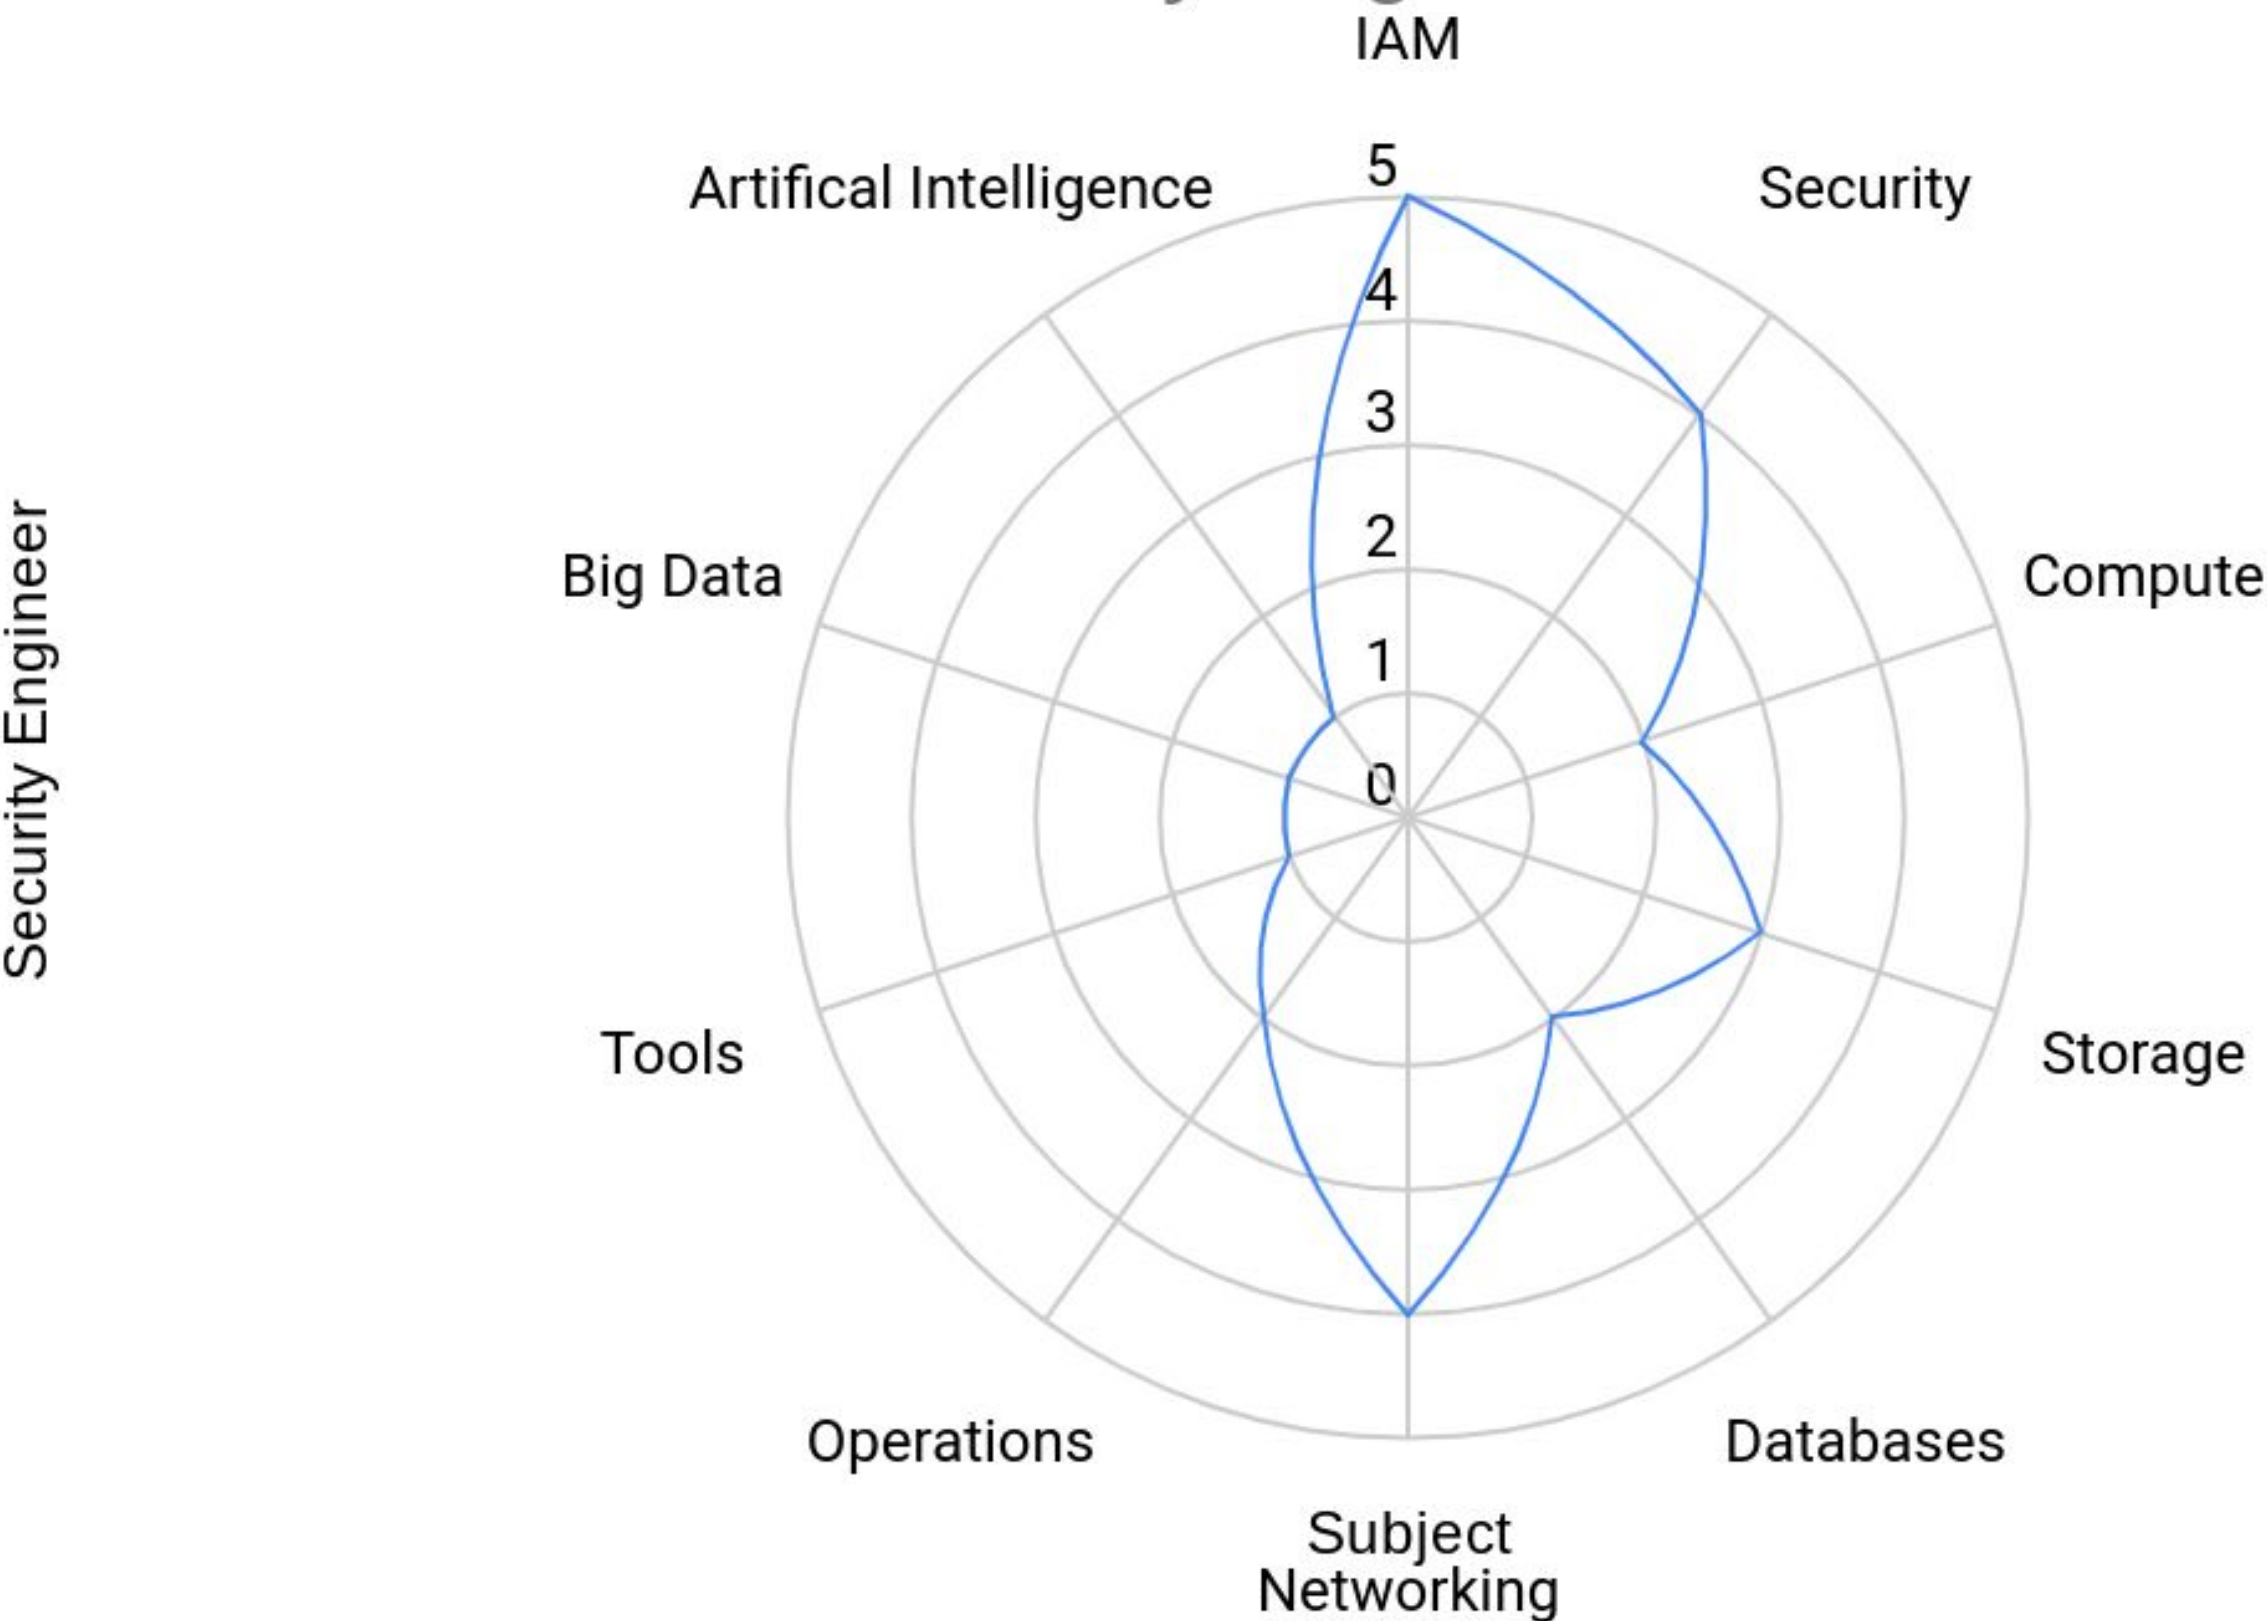 IAM
Artifical Intelligence
5
Security
4
3
2
Big Data
Compute
1
0
Security Engineer
Tools
Storage
Operations
Databases
Subject
Networking